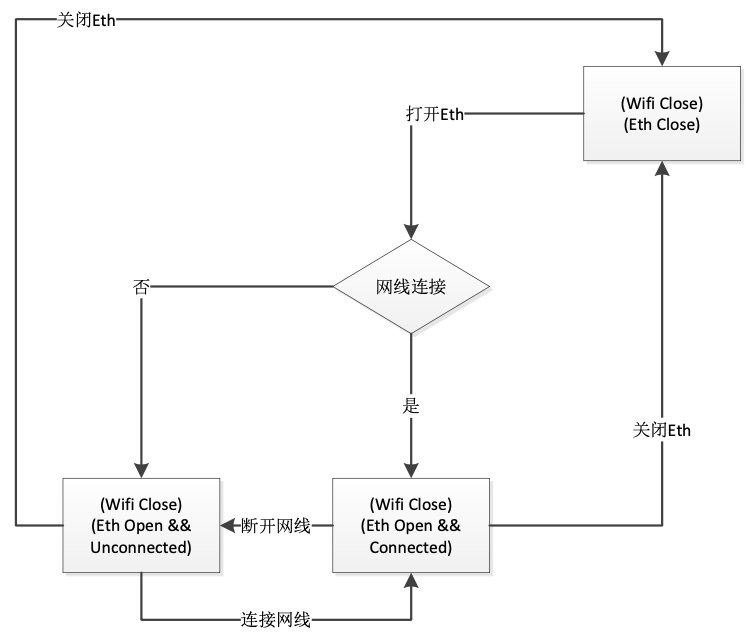 关闭Eth
(Wifi Close)
(Eth Close)
打开Eth
网线连接
否
是
关闭Eth
(Wifi Close)
(Eth Open &&
Unconnected)
断开网线
(Wifi Close)
(Eth Open &&
Connected)
连接网线